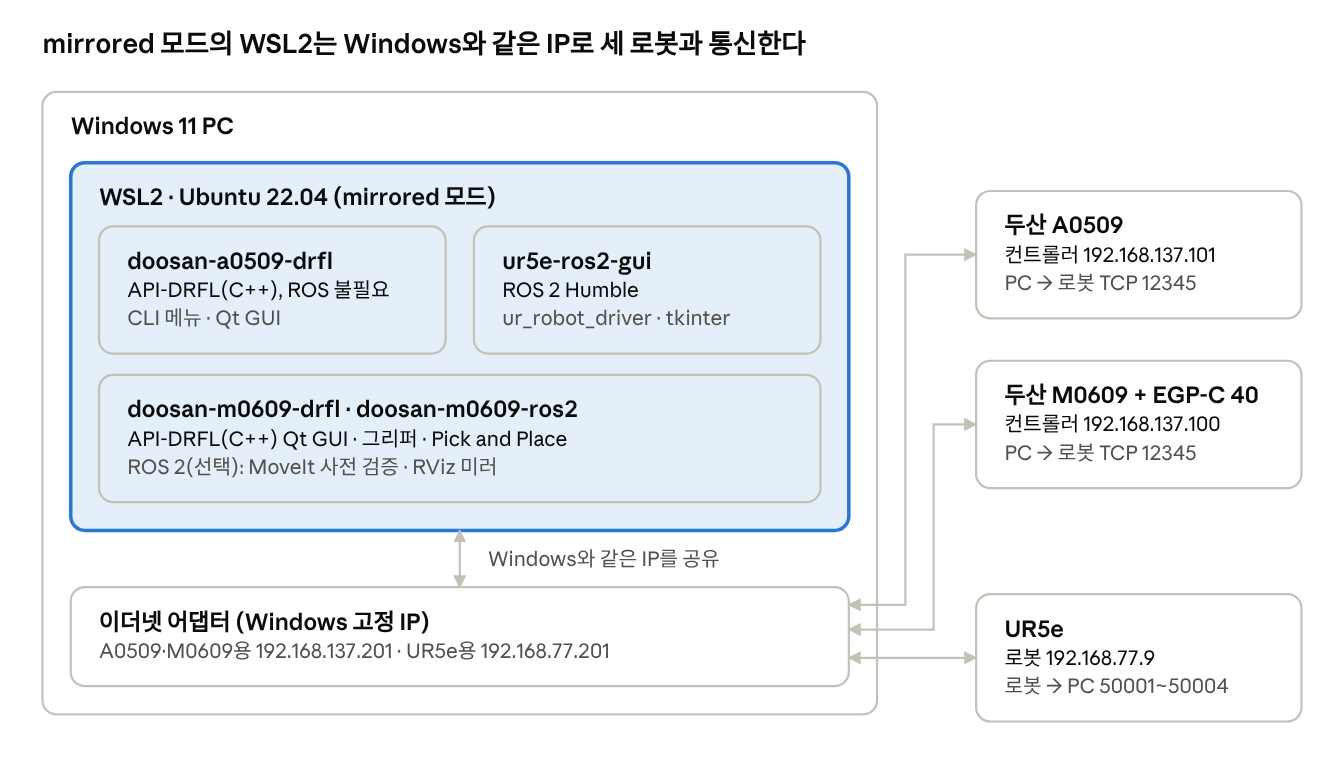 mirrored 모드의 WSL2는 Windows와 같은 IP로 세 로봇과 통신한다
Windows 11 PC
WSL2 · Ubuntu 22.04 (mirrored 모드)
doosan-a0509-drfl
API-DRFL(C++), ROS 불필요
CLI 메뉴 · Qt GUI
ur5e-ros2-gui
ROS 2 Humble
ur_robot_driver · tkinter
doosan-m0609-drfl · doosan-m0609-ros2
API-DRFL(C++) Qt GUI · 그리퍼 · Pick and Place
ROS 2(선택): MoveIt 사전 검증 · RViz 미러
Windows와 같은 IP를 공유
이더넷 어댑터 (Windows 고정 IP)
A0509·M0609용 192.168.137.201 · UR5e용 192.168.77.201
두산 A0509
컨트롤러 192.168.137.101
PC → 로봇 TCP 12345
두산 M0609 + EGP-C 40
컨트롤러 192.168.137.100
PC → 로봇 TCP 12345
UR5e
로봇 192.168.77.9
로봇 → PC 50001~50004